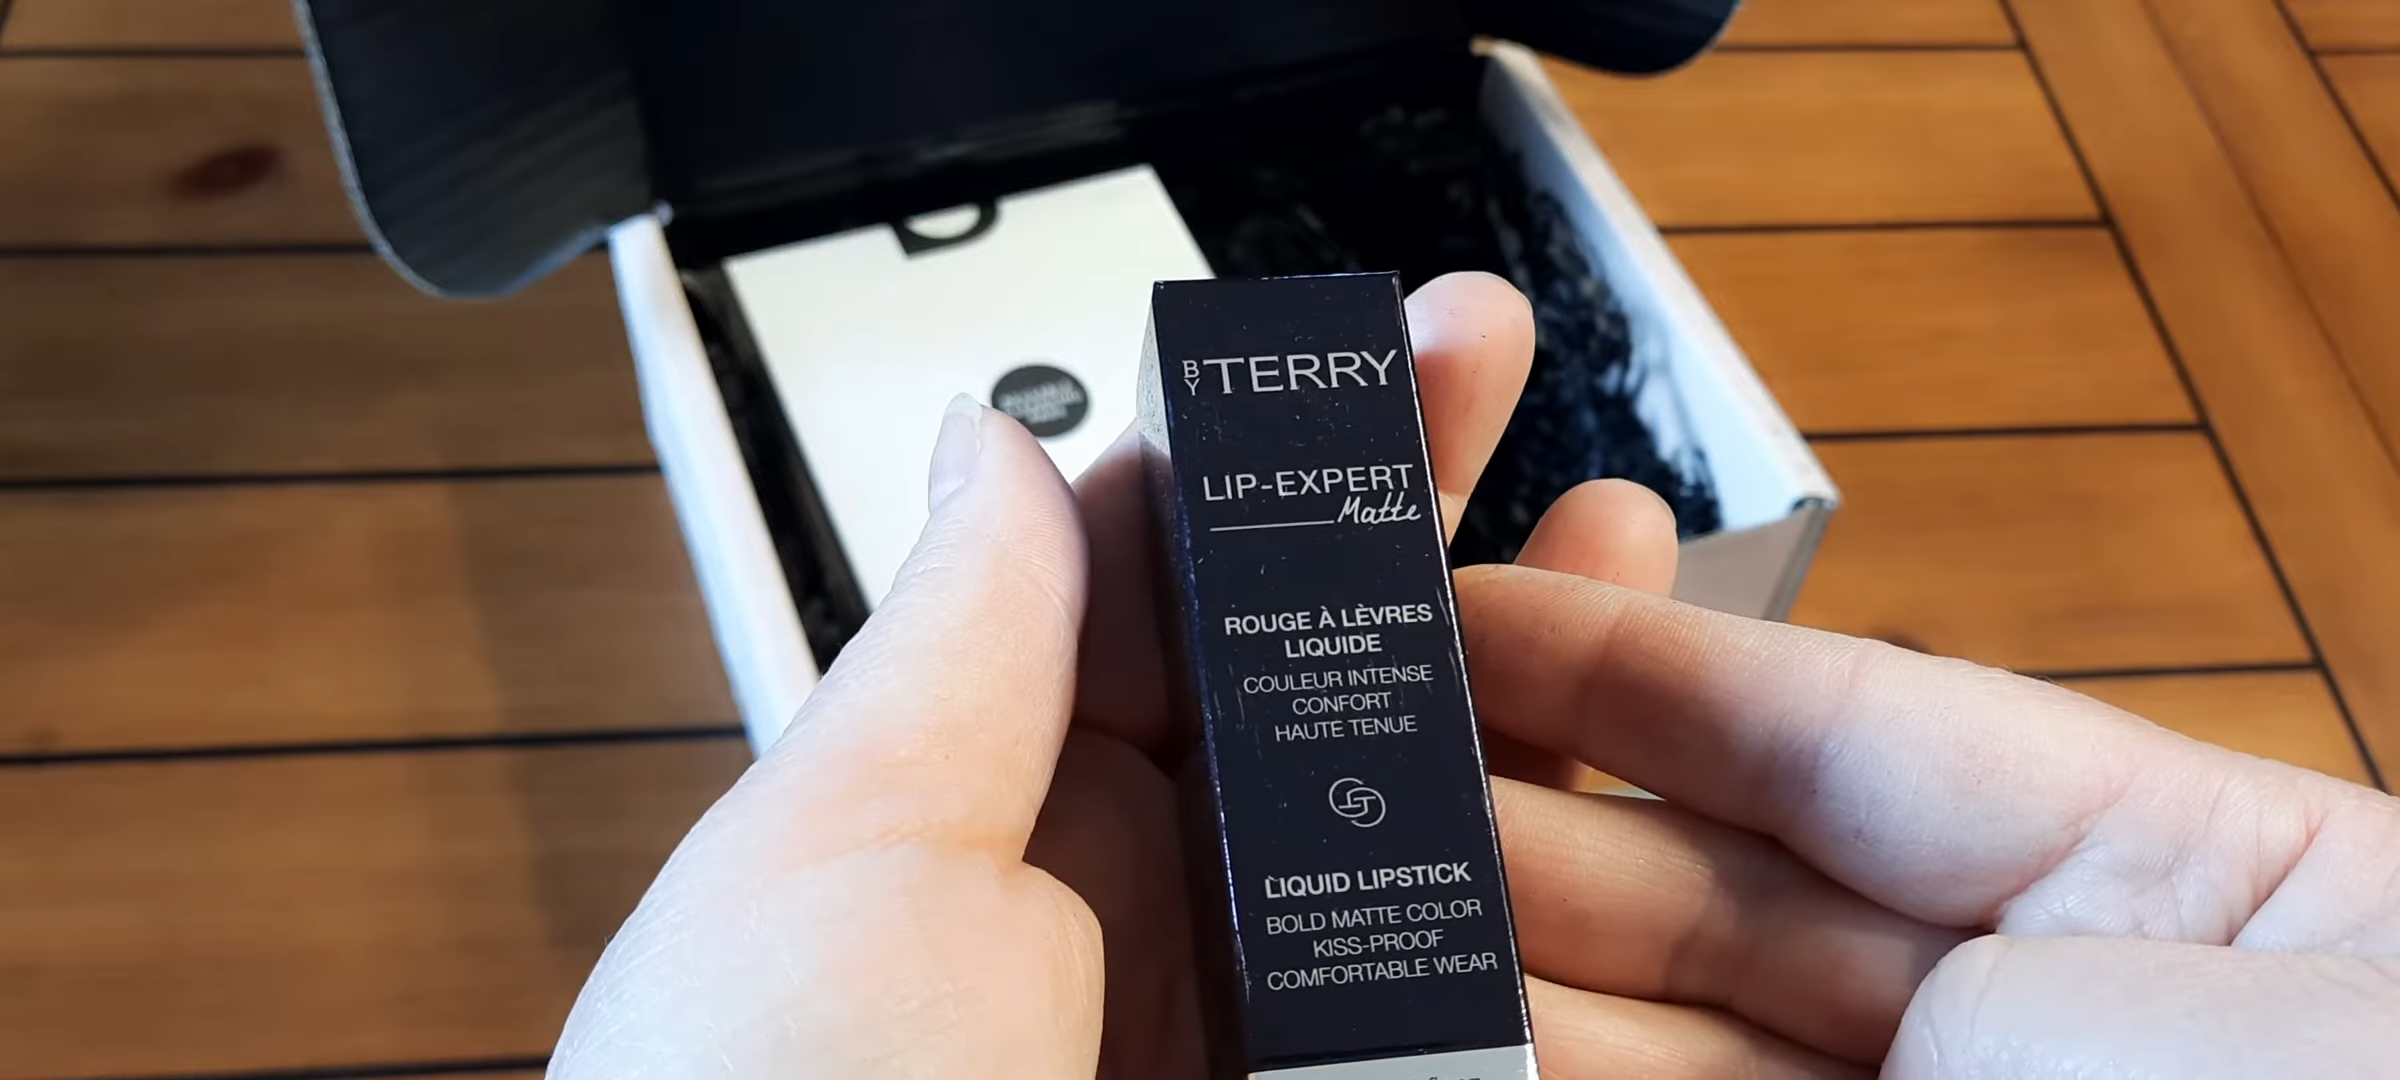 BY TERRY
LIP-EXPERT
Matte
ROUGE À LÈVRES
LIQUIDE
COULEUR INTENSE
CONFORT
HAUTE TENUE
LIQUID LIPSTICK
BOLD MATTE COLOR
KISS-PROOF
COMFORTABLE WEAR